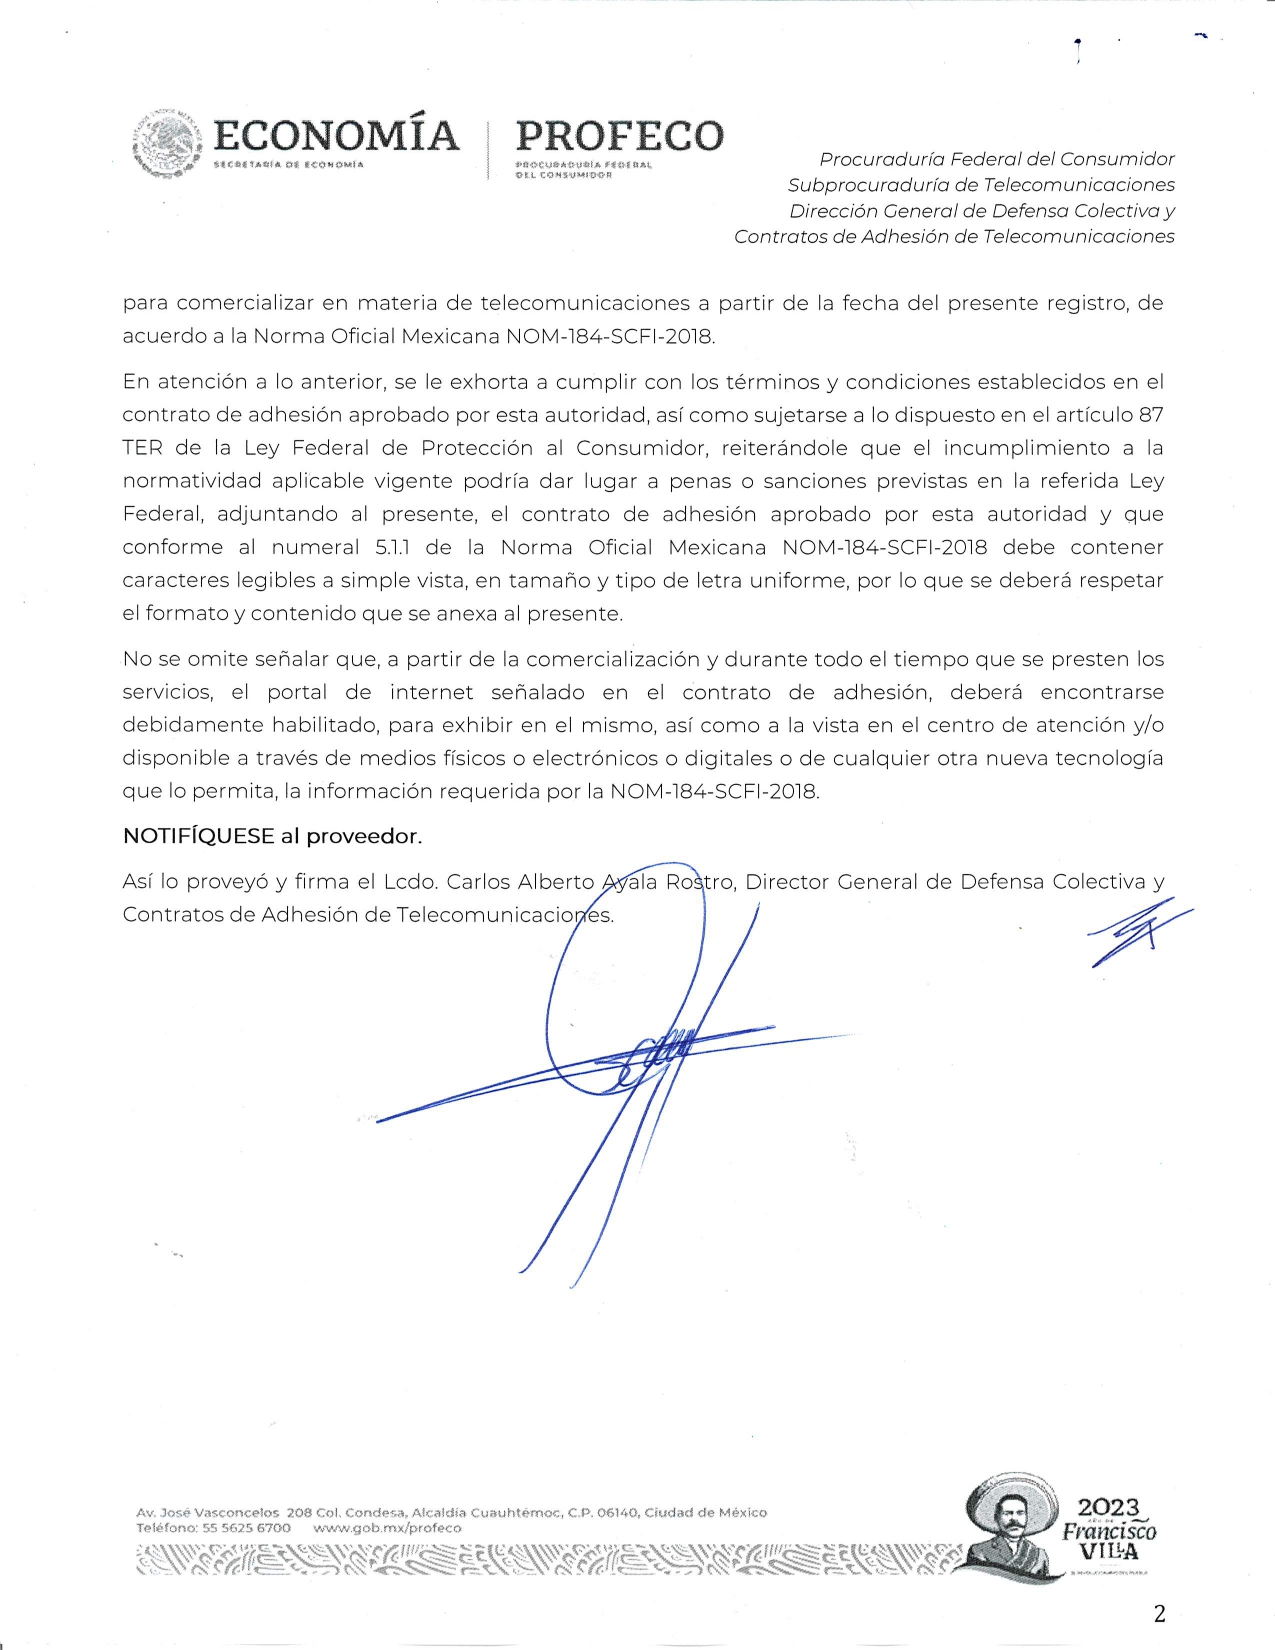 ECONOMÍA
SECRETARÍA DE ECONOMÍA
PROFECO
PROCURADURÍA FEDERAL
DEL CONSUMIDOR
Procuraduría Federal del Consumidor
Subprocuraduría de Telecomunicaciones
Dirección General de Defensa Colectiva y
Contratos de Adhesión de Telecomunicaciones
para comercializar en materia de telecomunicaciones a partir de la fecha del presente registro, de
acuerdo a la Norma Oficial Mexicana NOM-184-SCFI-2018.
En atención a lo anterior, se le exhorta a cumplir con los términos y condiciones establecidos en el
contrato de adhesión aprobado por esta autoridad, así como sujetarse a lo dispuesto en el artículo 87
TER de la Ley Federal de Protección al Consumidor, reiterándole que el incumplimiento a la
normatividad aplicable vigente podría dar lugar a penas o sanciones previstas en la referida Ley
Federal, adjuntando al presente, el contrato de adhesión aprobado por esta autoridad y que
conforme al numeral 5.1.1 de la Norma Oficial Mexicana NOM-184-SCFI-2018 debe contener
caracteres legibles a simple vista, en tamaño y tipo de letra uniforme, por lo que se deberá respetar
el formato y contenido que se anexa al presente.
No se omite señalar que, a partir de la comercialización y durante todo el tiempo que se presten los
servicios, el portal de internet señalado en el contrato de adhesión, deberá encontrarse
debidamente habilitado, para exhibir en el mismo, así como a la vista en el centro de atención y/o
disponible a través de medios físicos o electrónicos o digitales o de cualquier otra nueva tecnología
que lo permita, la información requerida por la NOM-184-SCFI-2018.
NOTIFÍQUESE al proveedor.
Así lo proveyó y firma el Lcdo. Carlos Alberto Ayala Rostro, Director General de Defensa Colectiva y
Contratos de Adhesión de Telecomunicaciones.
Av. José Vasconcelos 208 Col. Condesa, Alcaldía Cuauhtémoc, C.P. 06140, Ciudad de México
Teléfono: 55 5625 6700 www.gob.mx/profeco
2023
AÑO DE
Francisco
VILLA
2